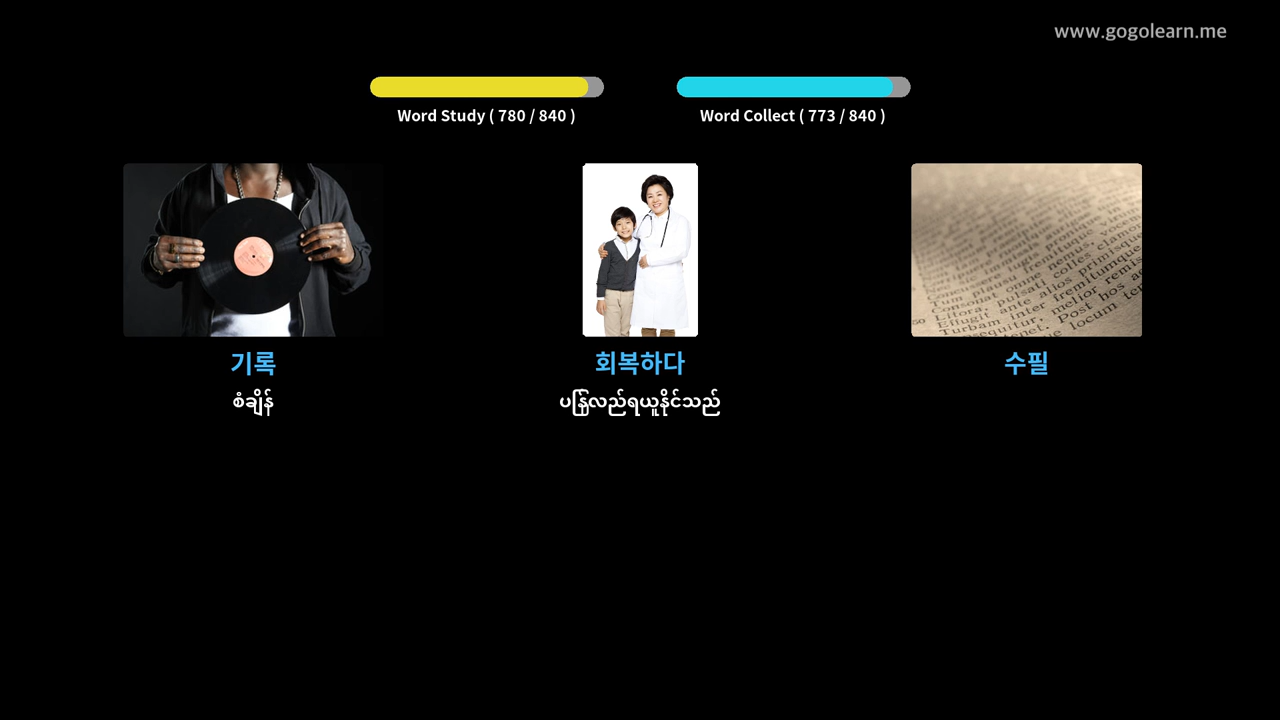 www.gogolearn.me
Word Study ( 780 / 840 )
Word Collect ( 773 / 840 )
기록
회복하다
수필
စံချိန်
ပြန်လည်ရယူနိုင်သည်